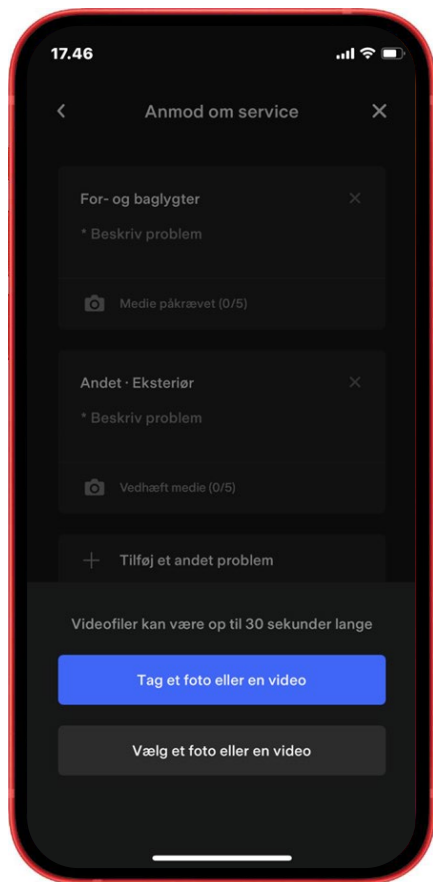 17.46
Anmod om service
For- og baglygter
* Beskriv problem
Medie påkrævet (0/5)
Andet · Eksteriør
* Beskriv problem
Vedhæft medie (0/5)
Tilføj et andet problem
Videofiler kan være op til 30 sekunder lange
Tag et foto eller en video
Vælg et foto eller en video